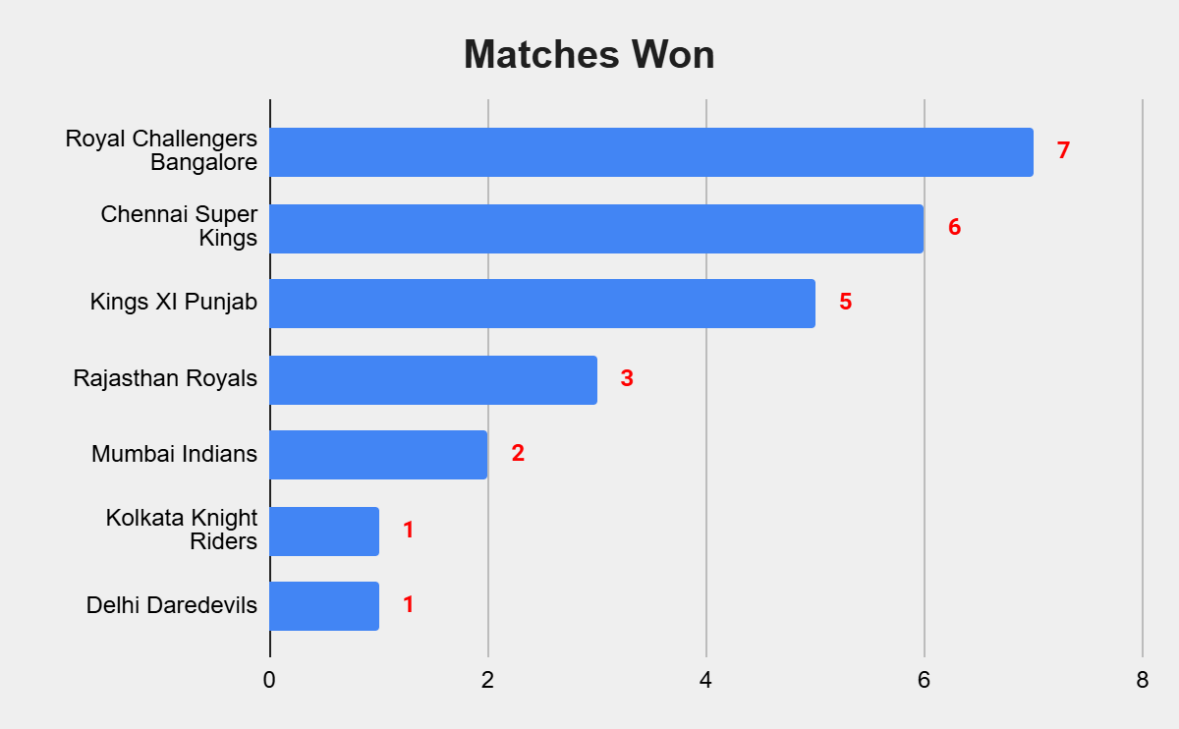 Matches Won
Royal Challengers
Bangalore
7
Chennai Super
Kings
6
Kings XI Punjab
5
Rajasthan Royals
3
Mumbai Indians
2
Kolkata Knight
Riders
1
Delhi Daredevils
1
0 2 4 6 8